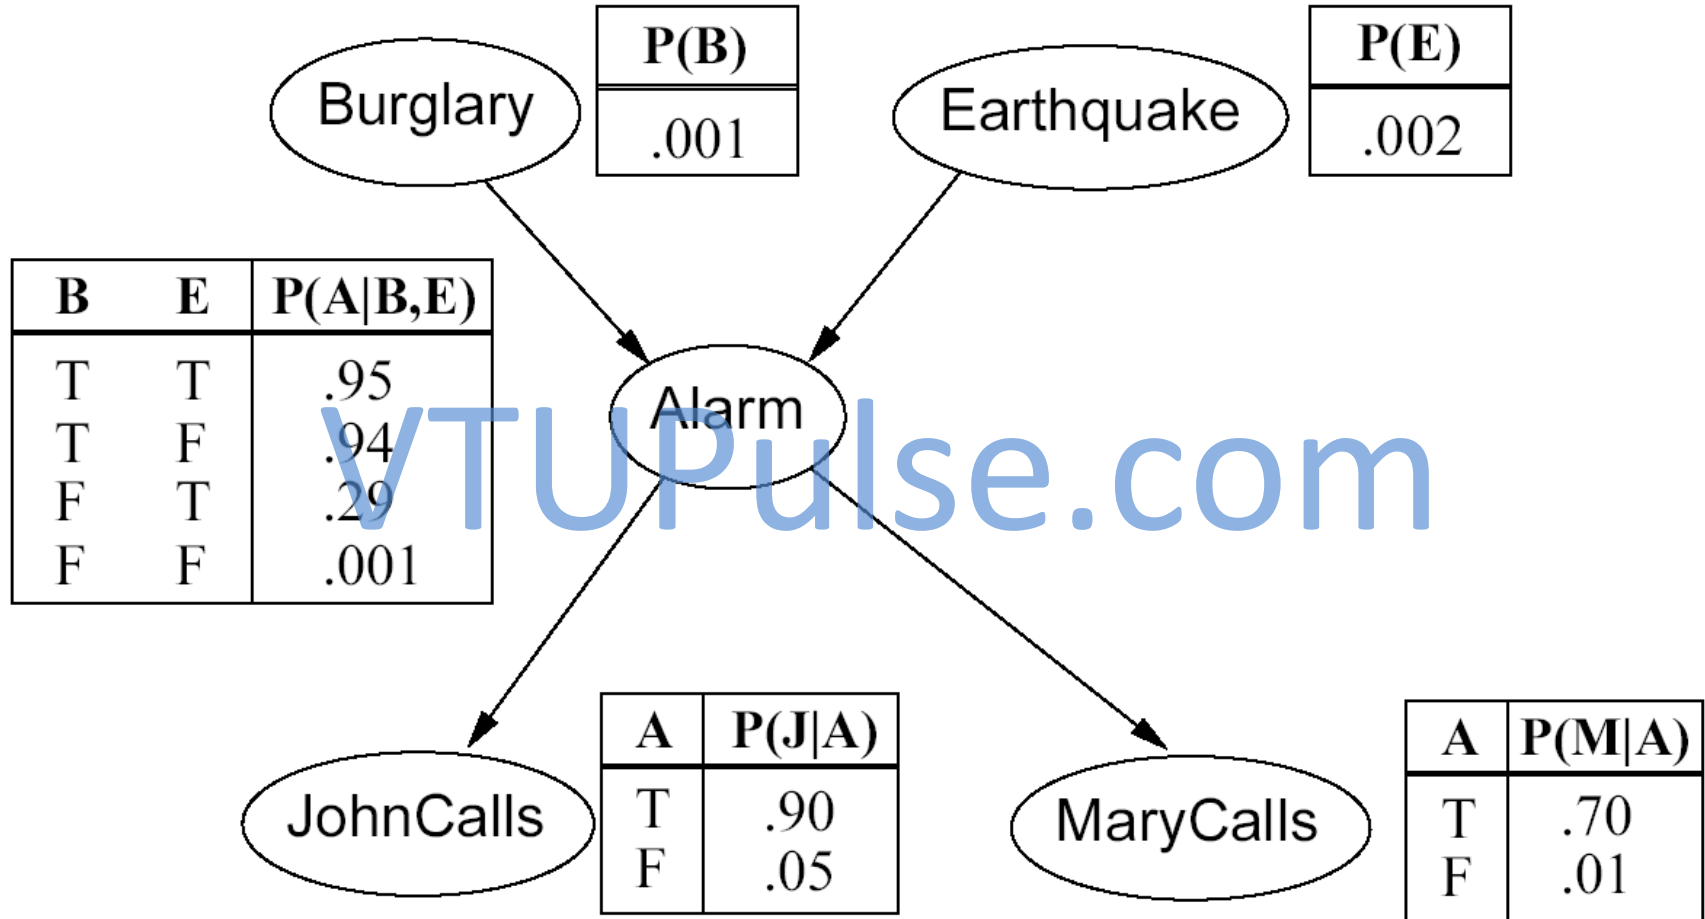 Burglary
P(B)
.001
Earthquake
P(E)
.002
B E P(A|B,E)
T T .95
T F .94
F T .29
F F .001
Alarm
VTUPulse.com
JohnCalls
A P(J|A)
T .90
F .05
MaryCalls
A P(M|A)
T .70
F .01